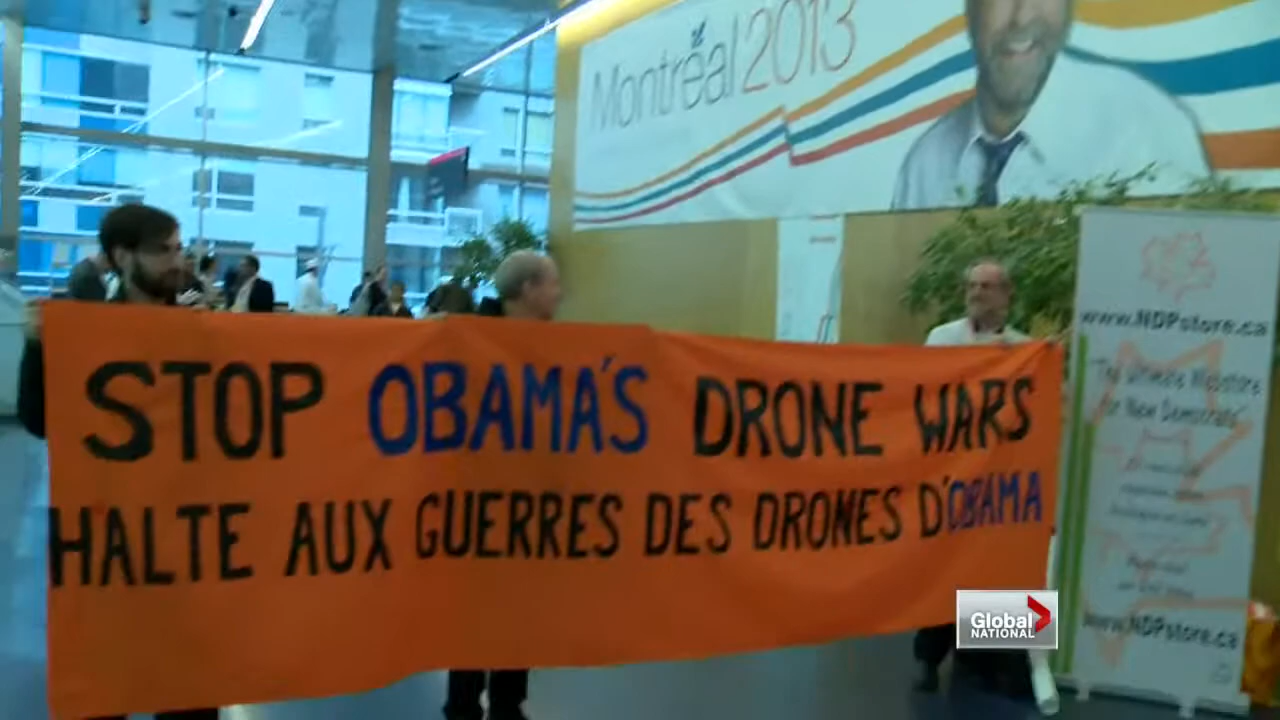 Montréal 2013
STOP OBAMA'S DRONE WARS
HALTE AUX GUERRES DES DRONES D'OBAMA
www.NDPstore.ca
www.NDPstore.ca
Global
NATIONAL